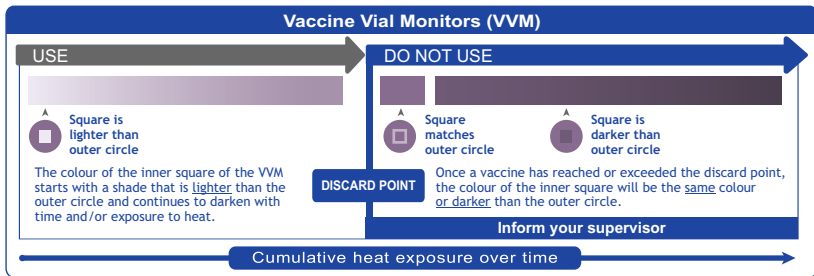 Vaccine Vial Monitors (VVM)
USE
Square is
lighter than
outer circle
The colour of the inner square of the VVM
starts with a shade that is lighter than the
outer circle and continues to darken with
time and/or exposure to heat.
DISCARD POINT
DO NOT USE
Square
matches
outer circle
Square is
darker than
outer circle
Once a vaccine has reached or exceeded the discard point,
the colour of the inner square will be the same colour
or darker than the outer circle.
Inform your supervisor
Cumulative heat exposure over time